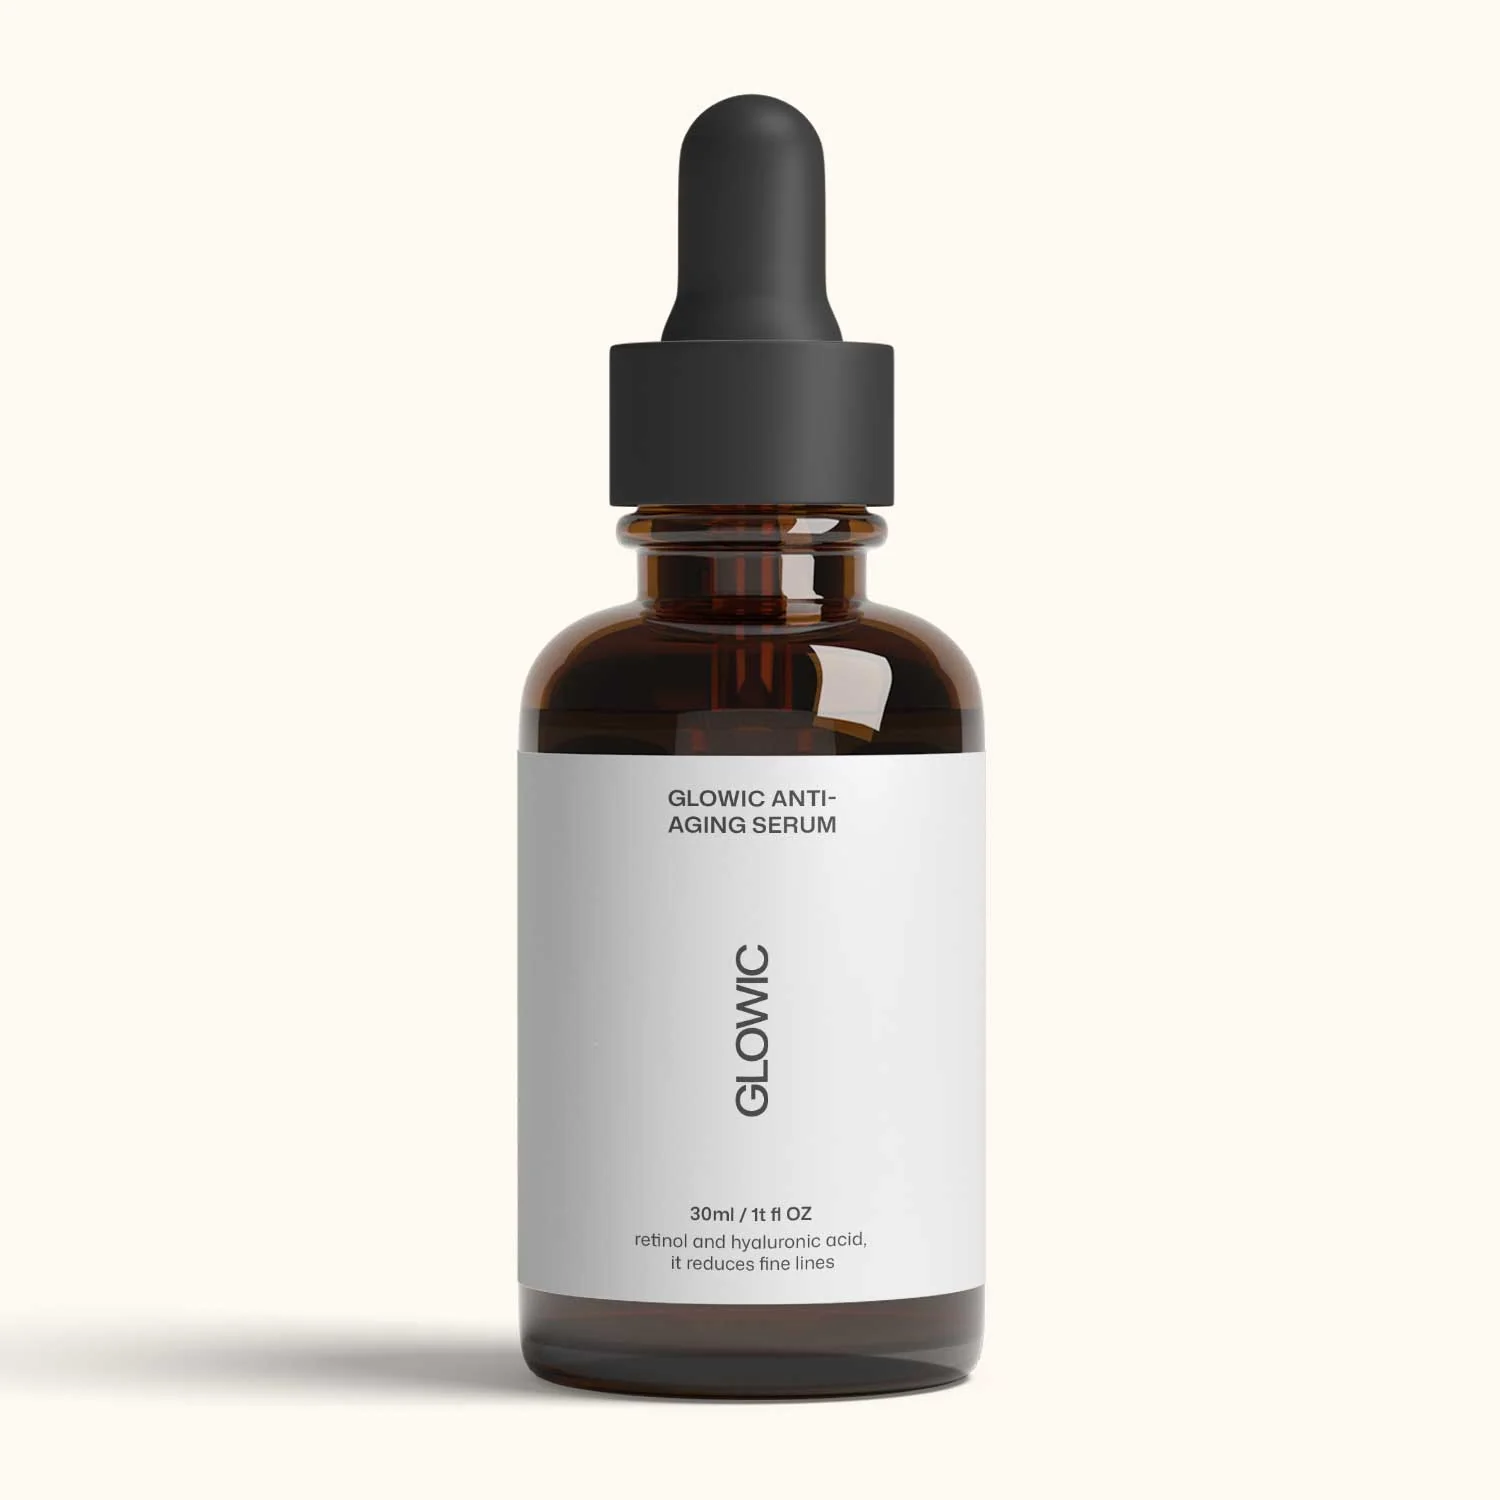 GLOWIC ANTI-
AGING SERUM
GLOWIC
30ml / 1t fl OZ
retinol and hyaluronic acid,
it reduces fine lines